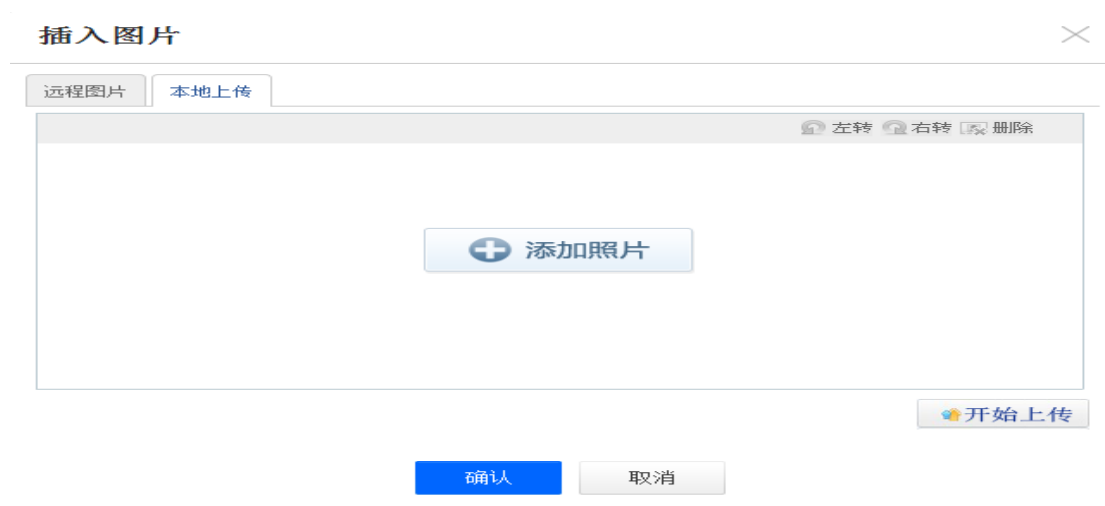 插入图片
远程图片 本地上传
左转 右转 删除
添加照片
开始上传
确认 取消